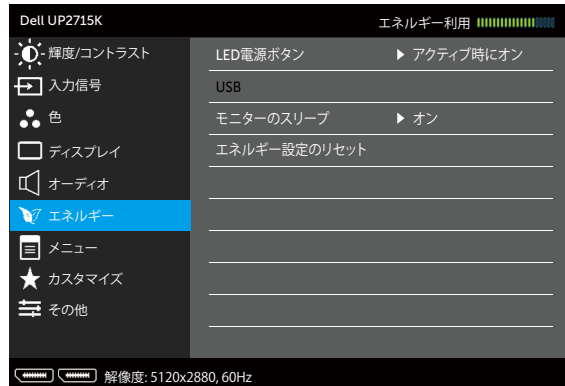 Dell UP2715K
エネルギー利用
輝度/コントラスト
LED電源ボタン
アクティブ時にオン
入力信号
USB
色
モニターのスリープ
オン
ディスプレイ
エネルギー設定のリセット
オーディオ
エネルギー
メニュー
カスタマイズ
その他
解像度: 5120x2880, 60Hz